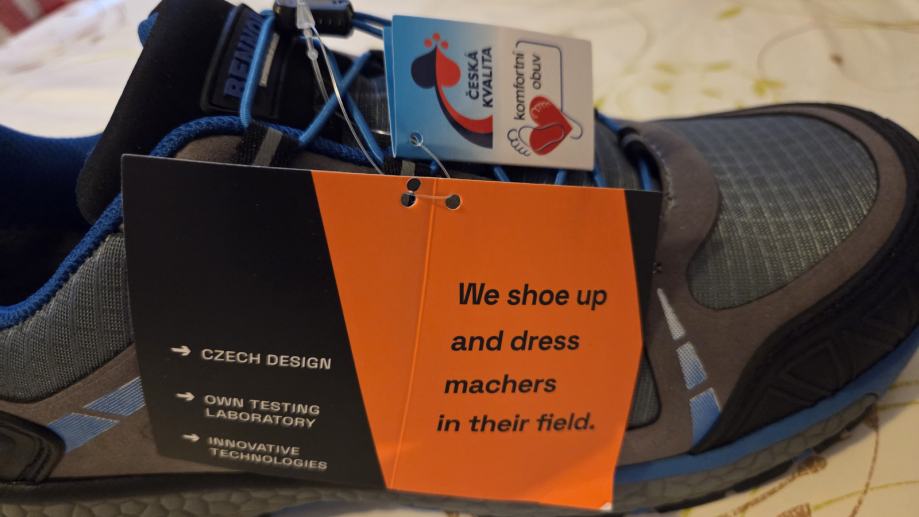 BENNON
ČESKÁ
KVALITA
komfortní
obuv
We shoe up
and dress
machers
in their field.
➔ CZECH DESIGN
➔ OWN TESTING
LABORATORY
➔ INNOVATIVE
TECHNOLOGIES